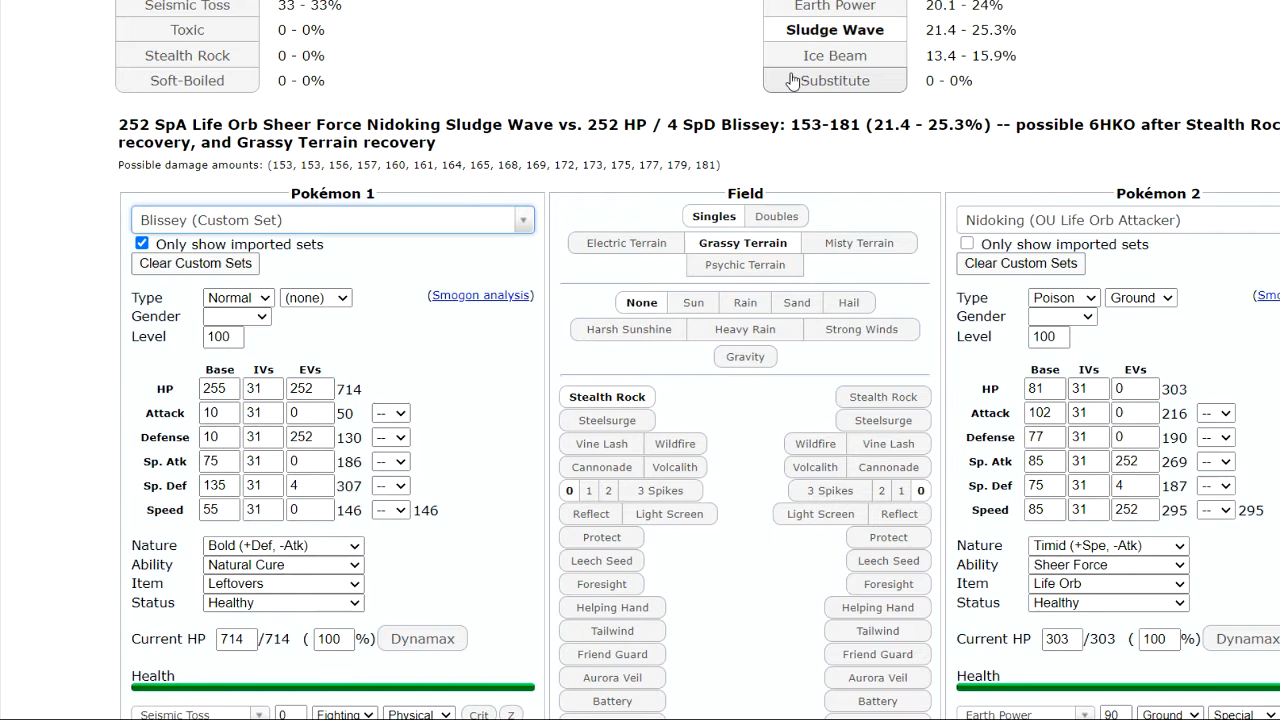 Seismic Toss 33 - 33% Earth Power 20.1 - 24%
Toxic 0 - 0% Sludge Wave 21.4 - 25.3%
Stealth Rock 0 - 0% Ice Beam 13.4 - 15.9%
Soft-Boiled 0 - 0% Substitute 0 - 0%
252 SpA Life Orb Sheer Force Nidoking Sludge Wave vs. 252 HP / 4 SpD Blissey: 153-181 (21.4 - 25.3%) -- possible 6HKO after Stealth Roc
recovery, and Grassy Terrain recovery
Possible damage amounts: (153, 153, 156, 157, 160, 161, 164, 165, 168, 169, 172, 173, 175, 177, 179, 181)
Pokémon 1
Blissey (Custom Set)
Only show imported sets
Clear Custom Sets
Type Normal (none) (Smogon analysis)
Gender
Level 100
Base IVs EVs
HP 255 31 252 714
Attack 10 31 0 50 --
Defense 10 31 252 130 --
Sp. Atk 75 31 0 186 --
Sp. Def 135 31 4 307 --
Speed 55 31 0 146 -- 146
Nature Bold (+Def, -Atk)
Ability Natural Cure
Item Leftovers
Status Healthy
Current HP 714 /714 ( 100 %) Dynamax
Health
Seismic Toss 0 Fighting Physical Crit Z
Field
Singles Doubles
Electric Terrain Grassy Terrain Misty Terrain
Psychic Terrain
None Sun Rain Sand Hail
Harsh Sunshine Heavy Rain Strong Winds
Gravity
Stealth Rock Stealth Rock
Steelsurge Steelsurge
Vine Lash Wildfire Wildfire Vine Lash
Cannonade Volcalith Volcalith Cannonade
0 1 2 3 Spikes 3 Spikes 2 1 0
Reflect Light Screen Light Screen Reflect
Protect Protect
Leech Seed Leech Seed
Foresight Foresight
Helping Hand Helping Hand
Tailwind Tailwind
Friend Guard Friend Guard
Aurora Veil Aurora Veil
Battery Battery
Pokémon 2
Nidoking (OU Life Orb Attacker)
Only show imported sets
Clear Custom Sets
Type Poison Ground (Smo
Gender
Level 100
Base IVs EVs
HP 81 31 0 303
Attack 102 31 0 216 --
Defense 77 31 0 190 --
Sp. Atk 85 31 252 269 --
Sp. Def 75 31 4 187 --
Speed 85 31 252 295 -- 295
Nature Timid (+Spe, -Atk)
Ability Sheer Force
Item Life Orb
Status Healthy
Current HP 303 /303 ( 100 %) Dynamax
Health
Earth Power 90 Ground Special